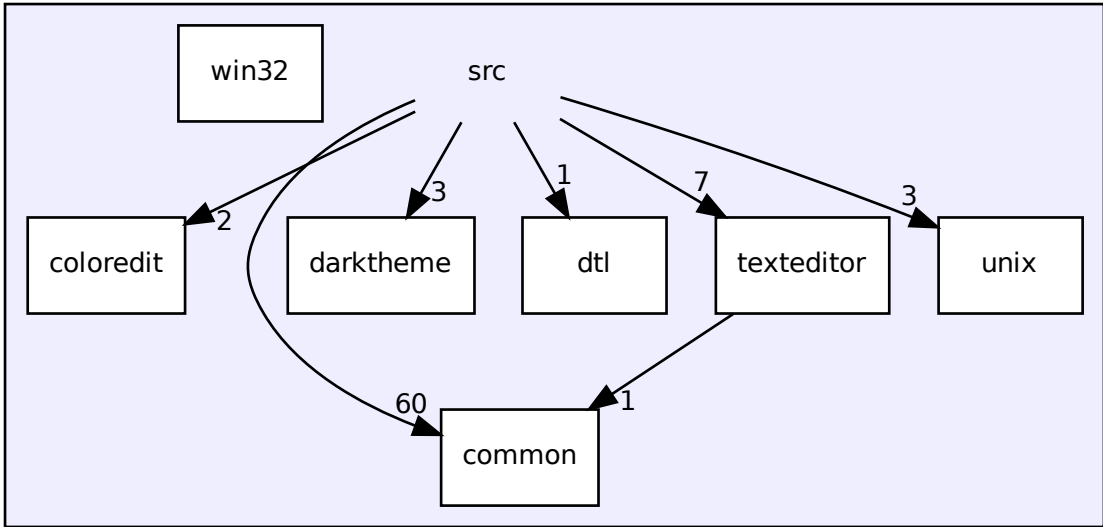 win32
src
1
3
7
3
2
coloredit
darktheme
dtl
texteditor
unix
60
1
common